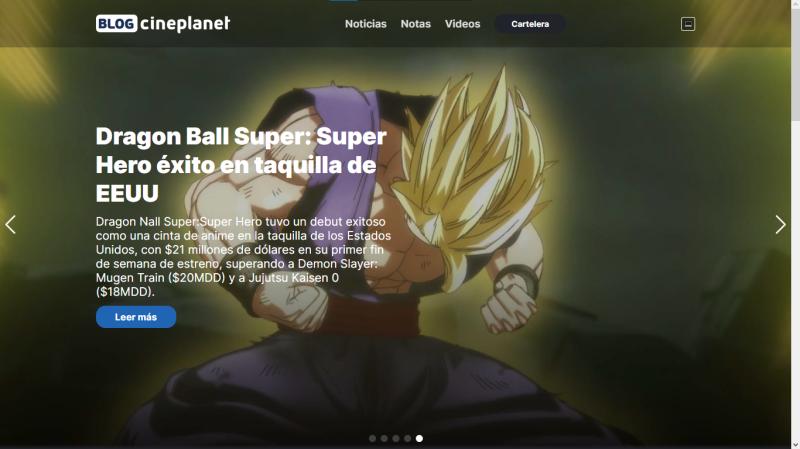 BLOG cineplanet
Noticias Notas Videos Cartelera
Dragon Ball Super: Super
Hero éxito en taquilla de
EEUU
Dragon Nall Super:Super Hero tuvo un debut exitoso
como una cinta de anime en la taquilla de los Estados
Unidos, con $21 millones de dólares en su primer fin
de semana de estreno, superando a Demon Slayer:
Mugen Train ($20MDD) y a Jujutsu Kaisen 0
($18MDD).
Leer más